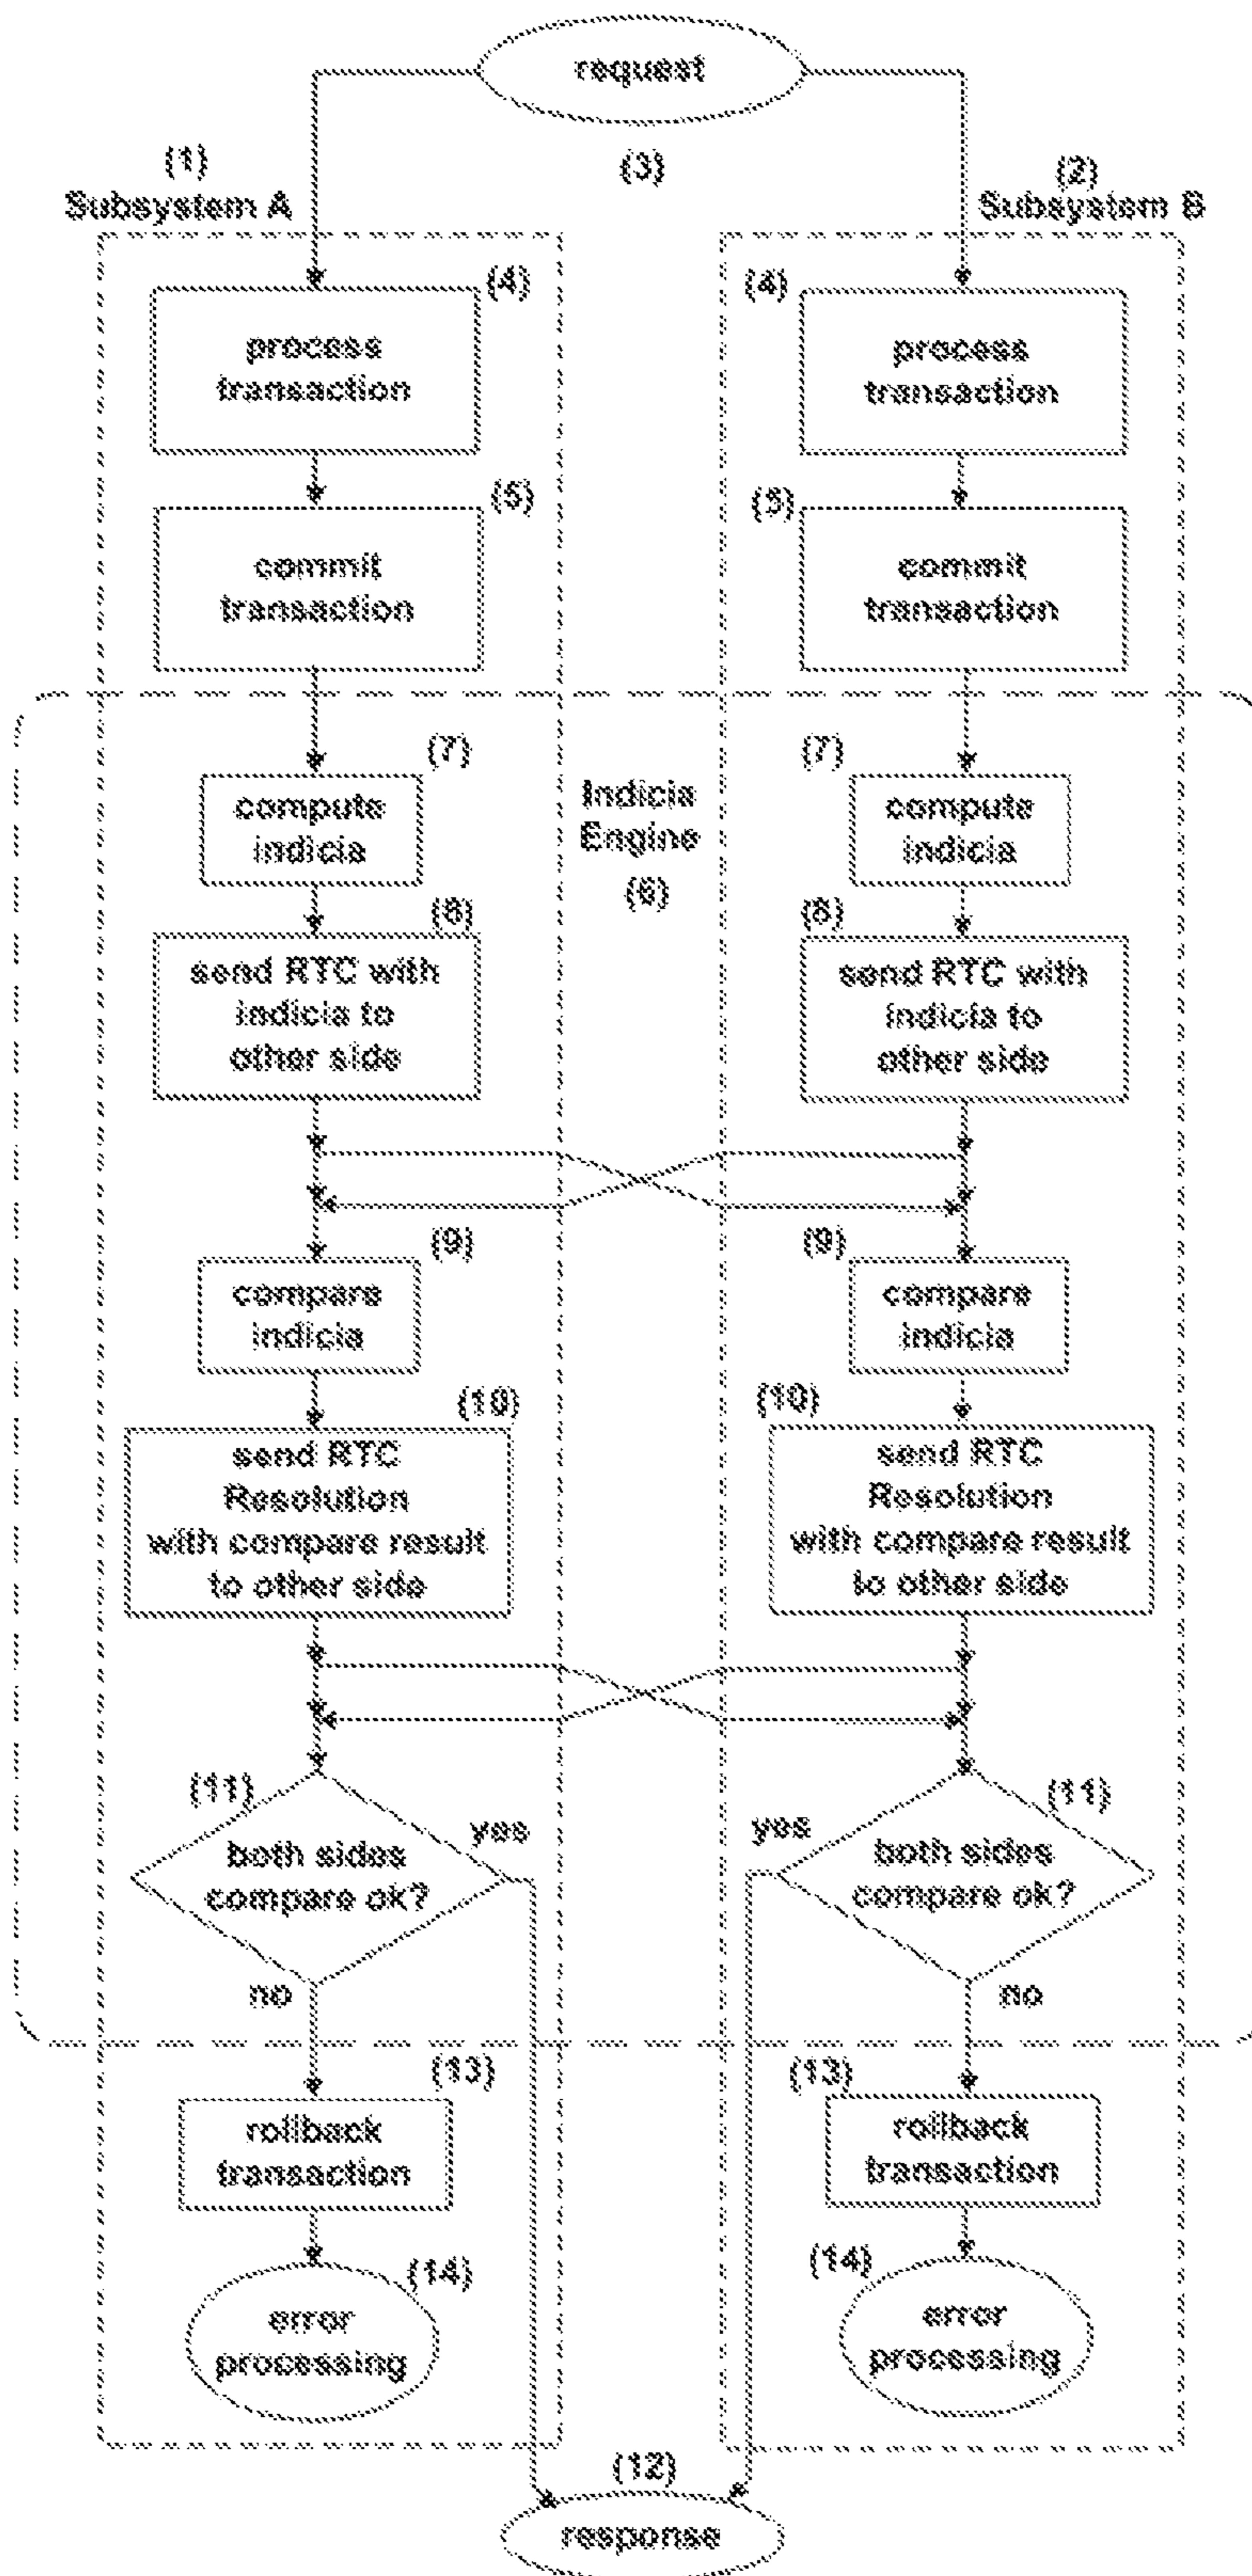 request
(3)
(1)
Subsystem A
(2)
Subsystem B
(4)
process
transaction
(4)
process
transaction
(5)
commit
transaction
(5)
commit
transaction
Indicia
Engine
(6)
(7)
compute
indicia
(7)
compute
indicia
(8)
send RTC with
indicia to
other side
(8)
send RTC with
indicia to
other side
(9)
compare
indicia
(9)
compare
indicia
(10)
send RTC
Resolution
with compare result
to other side
(10)
send RTC
Resolution
with compare result
to other side
(11)
both sides
compare ok?
yes
no
(11)
both sides
compare ok?
yes
no
(13)
rollback
transaction
(13)
rollback
transaction
(14)
error
processing
(14)
error
processing
(12)
response